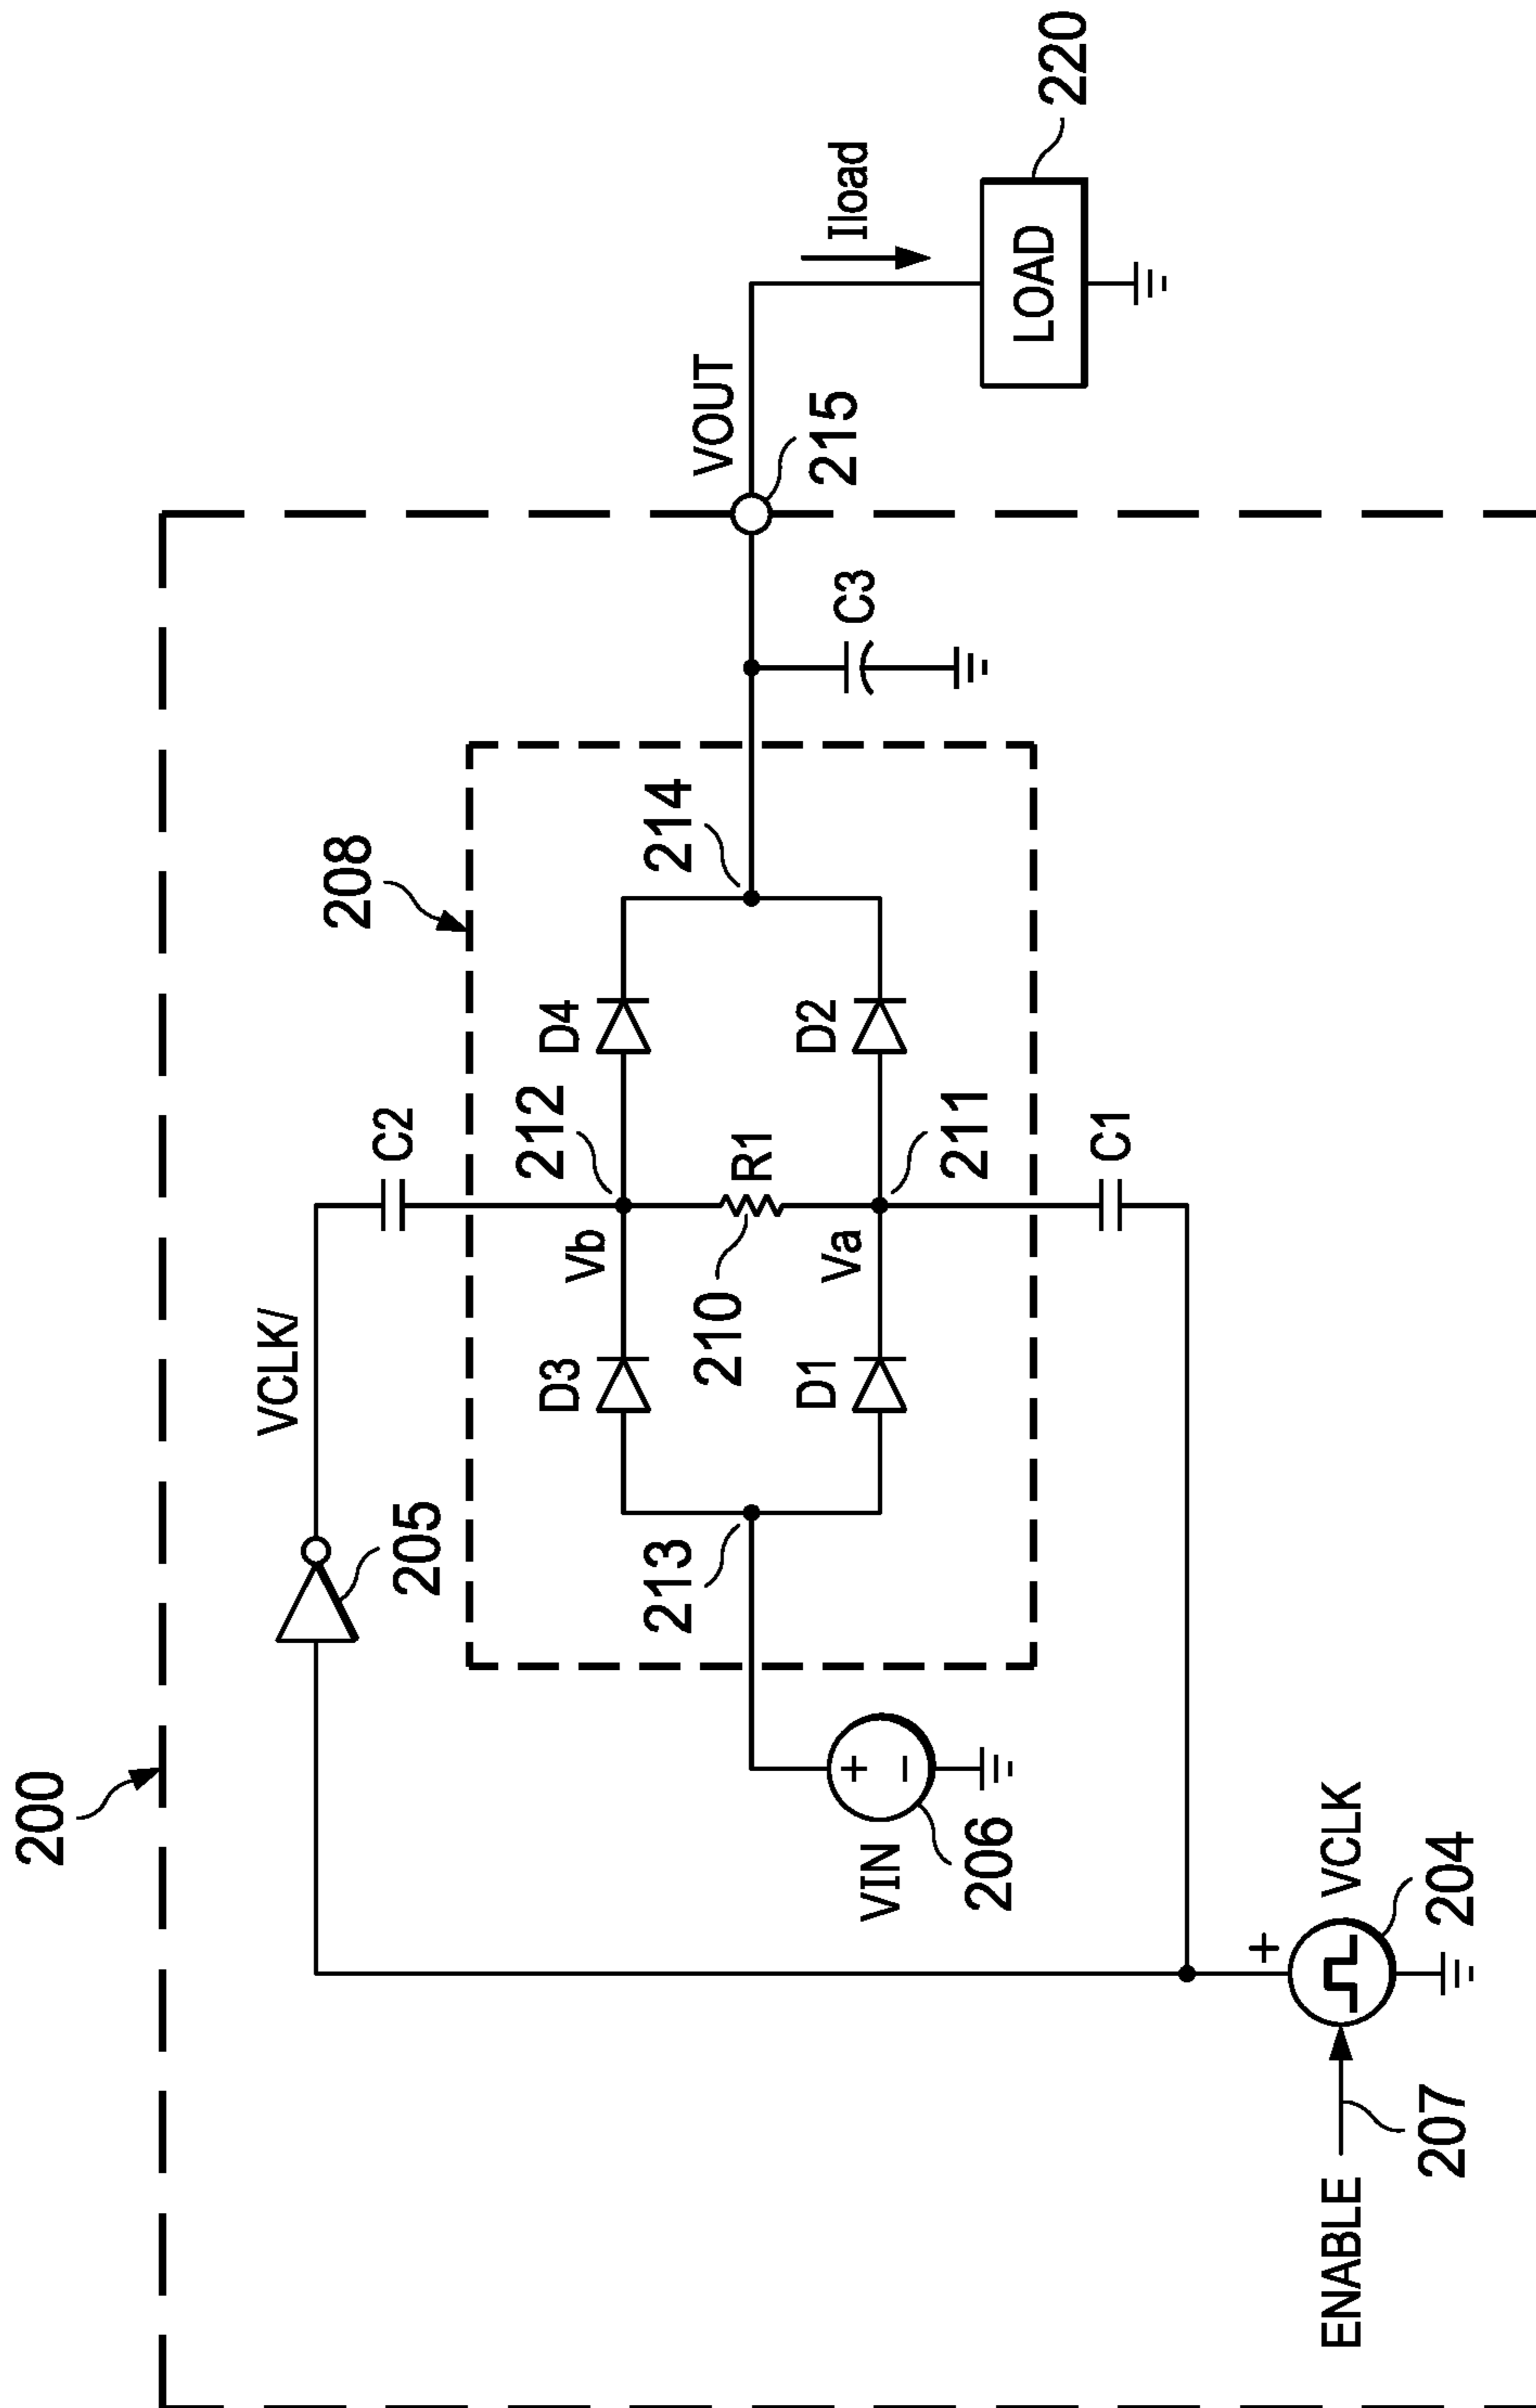 200
VCLK/
205
C2
208
212
D3
Vb
D4
213
210
R1
214
VOUT
215
C3
Iload
LOAD
220
VIN
206
D1
Va
D2
211
C1
+
−
+
VCLK
204
ENABLE
207